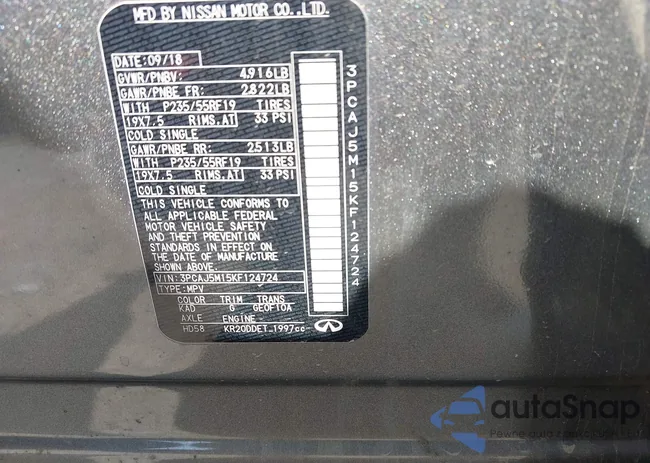 MFD BY NISSAN MOTOR CO., LTD.
DATE: 09/18
GVWR/PNBV: 4,916LB
GAWR/PNBE FR: 2822LB
WITH P235/55RF19 TIRES
19X7.5 RIMS,AT 33 PSI
COLD SINGLE
GAWR/PNBE RR: 2513LB
WITH P235/55RF19 TIRES
19X7.5 RIMS,AT 33 PSI
COLD SINGLE
THIS VEHICLE CONFORMS TO
ALL APPLICABLE FEDERAL
MOTOR VEHICLE SAFETY
AND THEFT PREVENTION
STANDARDS IN EFFECT ON
THE DATE OF MANUFACTURE
SHOWN ABOVE.
VIN: 3PCAJ5M15KF124724
TYPE: MPV
COLOR TRIM TRANS
KAD G GE0F10A
AXLE ENGINE
HD58 KR20DDET 1997cc
3PCAJ5M15KF124724
autaSnap